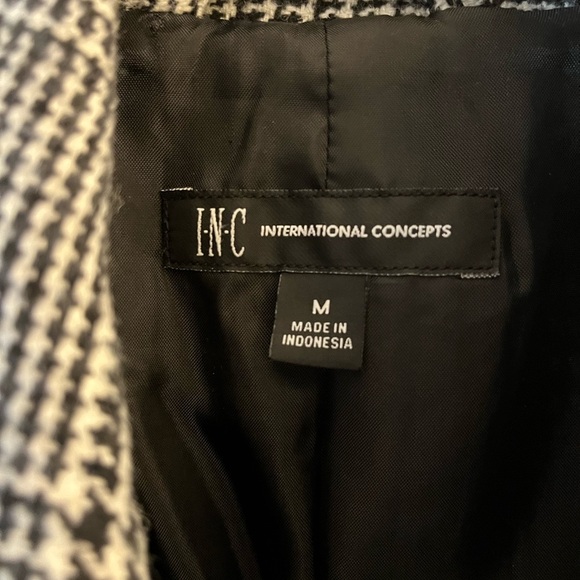 I·N·C INTERNATIONAL CONCEPTS
M
MADE IN
INDONESIA